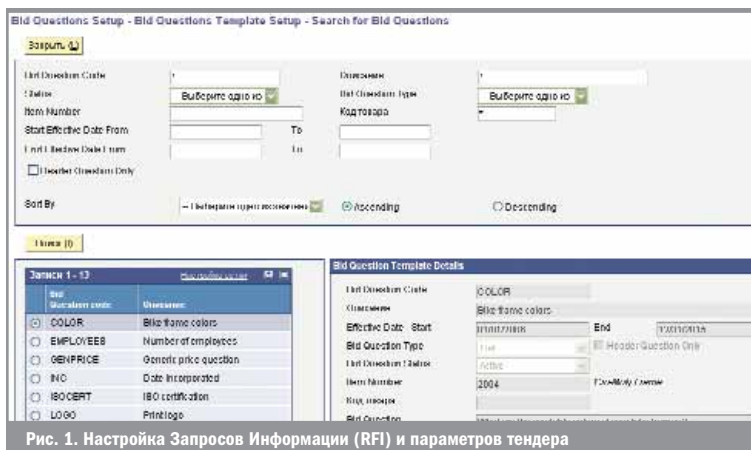 Bid Questions Setup - Bid Questions Template Setup - Search for Bid Questions
Закрыть (L)
Bid Question Code * Описание *
Status Выберите одно из Bid Question Type Выберите одно из
Item Number Код товара *
Start Effective Date From To
End Effective Date From To
Header Question Only
Sort By Ascending Descending
Поиск (I)
Записи 1 - 13
Bid Question Template Details
Bid Question code Описание
COLOR Bike frame colors
EMPLOYEES Number of employees
GENPRICE Generic price question
INC Date Incorporated
ISOCERT ISO certification
LOGO Print logo
Bid Question Code COLOR
Описание Bike frame colors
Effective Date - Start End 12/31/2015
Bid Question Type List Header Question Only
Bid Question Status Active
Item Number 2004
Код товара
Bid Question
Рис. 1. Настройка Запросов Информации (RFI) и параметров тендера